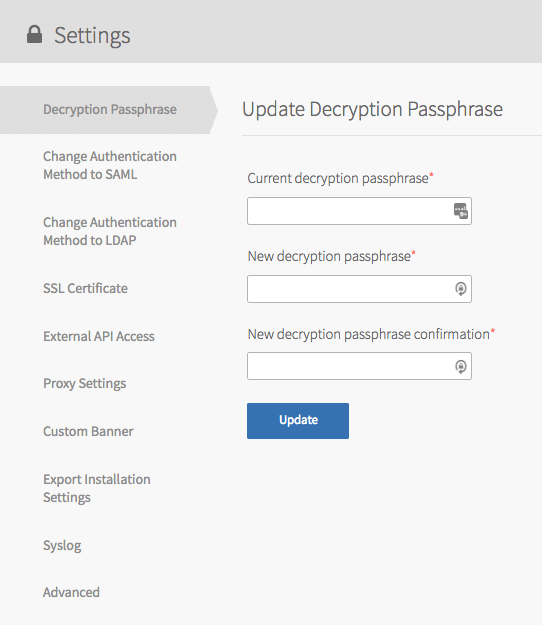 Settings
Decryption Passphrase
Change Authentication
Method to SAML
Change Authentication
Method to LDAP
SSL Certificate
External API Access
Proxy Settings
Custom Banner
Export Installation
Settings
Syslog
Advanced
Update Decryption Passphrase
Current decryption passphrase*
New decryption passphrase*
New decryption passphrase confirmation*
Update